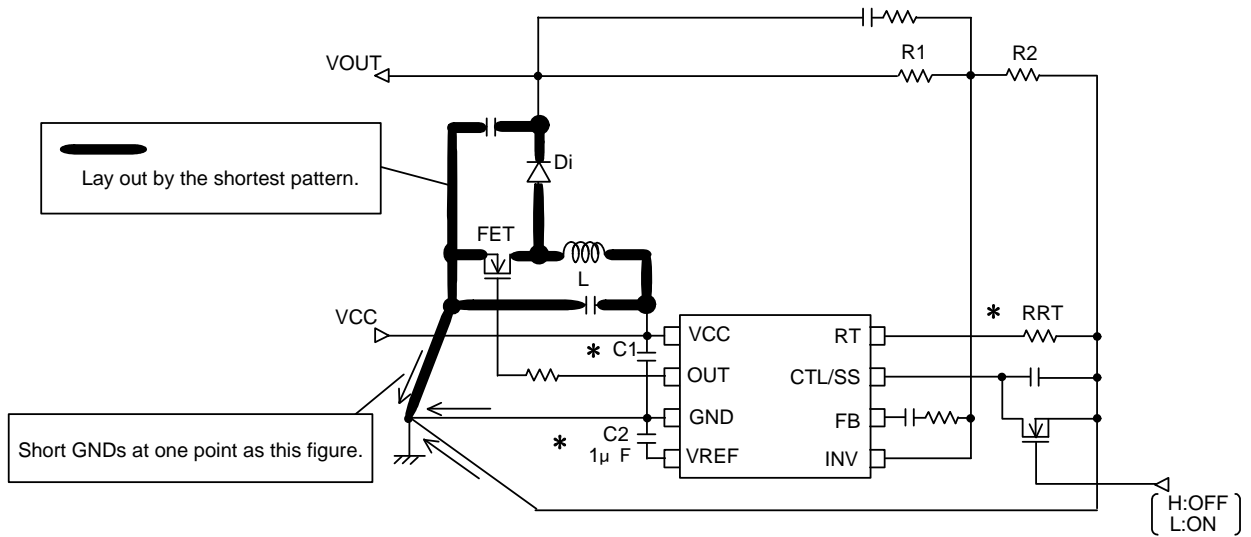 R1
R2
VOUT
Di
Lay out by the shortest pattern.
FET
L
VCC
* RRT
VCC
RT
* C1
OUT
CTL/SS
GND
FB
Short GNDs at one point as this figure.
* C2
1μ F
VREF
INV
H:OFF
L:ON